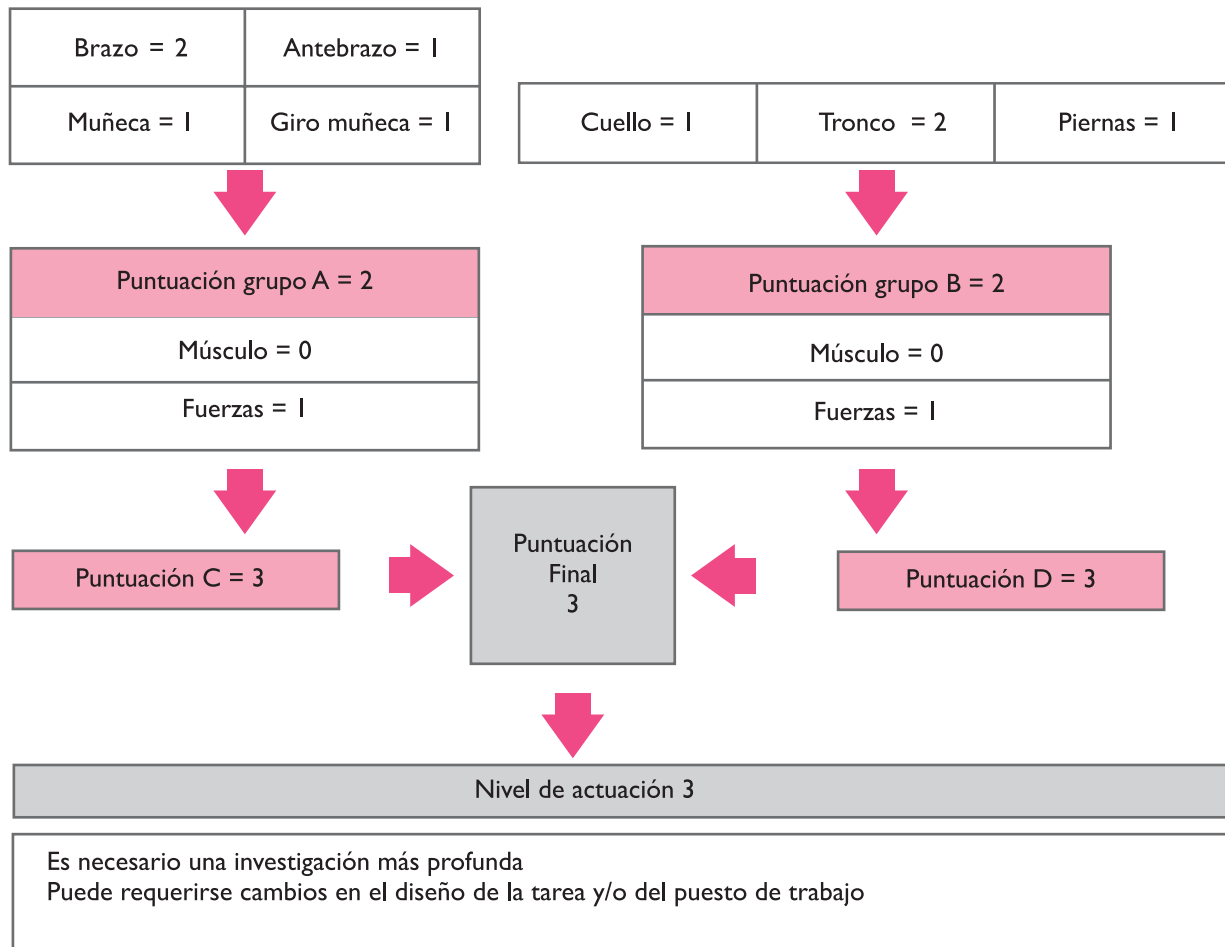 Brazo = 2
Antebrazo = 1
Muñeca = 1
Giro muñeca = 1
Cuello = 1
Tronco = 2
Piernas = 1
Puntuación grupo A = 2
Músculo = 0
Fuerzas = 1
Puntuación grupo B = 2
Músculo = 0
Fuerzas = 1
Puntuación C = 3
Puntuación
Final
3
Puntuación D = 3
Nivel de actuación 3
Es necesario una investigación más profunda
Puede requerirse cambios en el diseño de la tarea y/o del puesto de trabajo